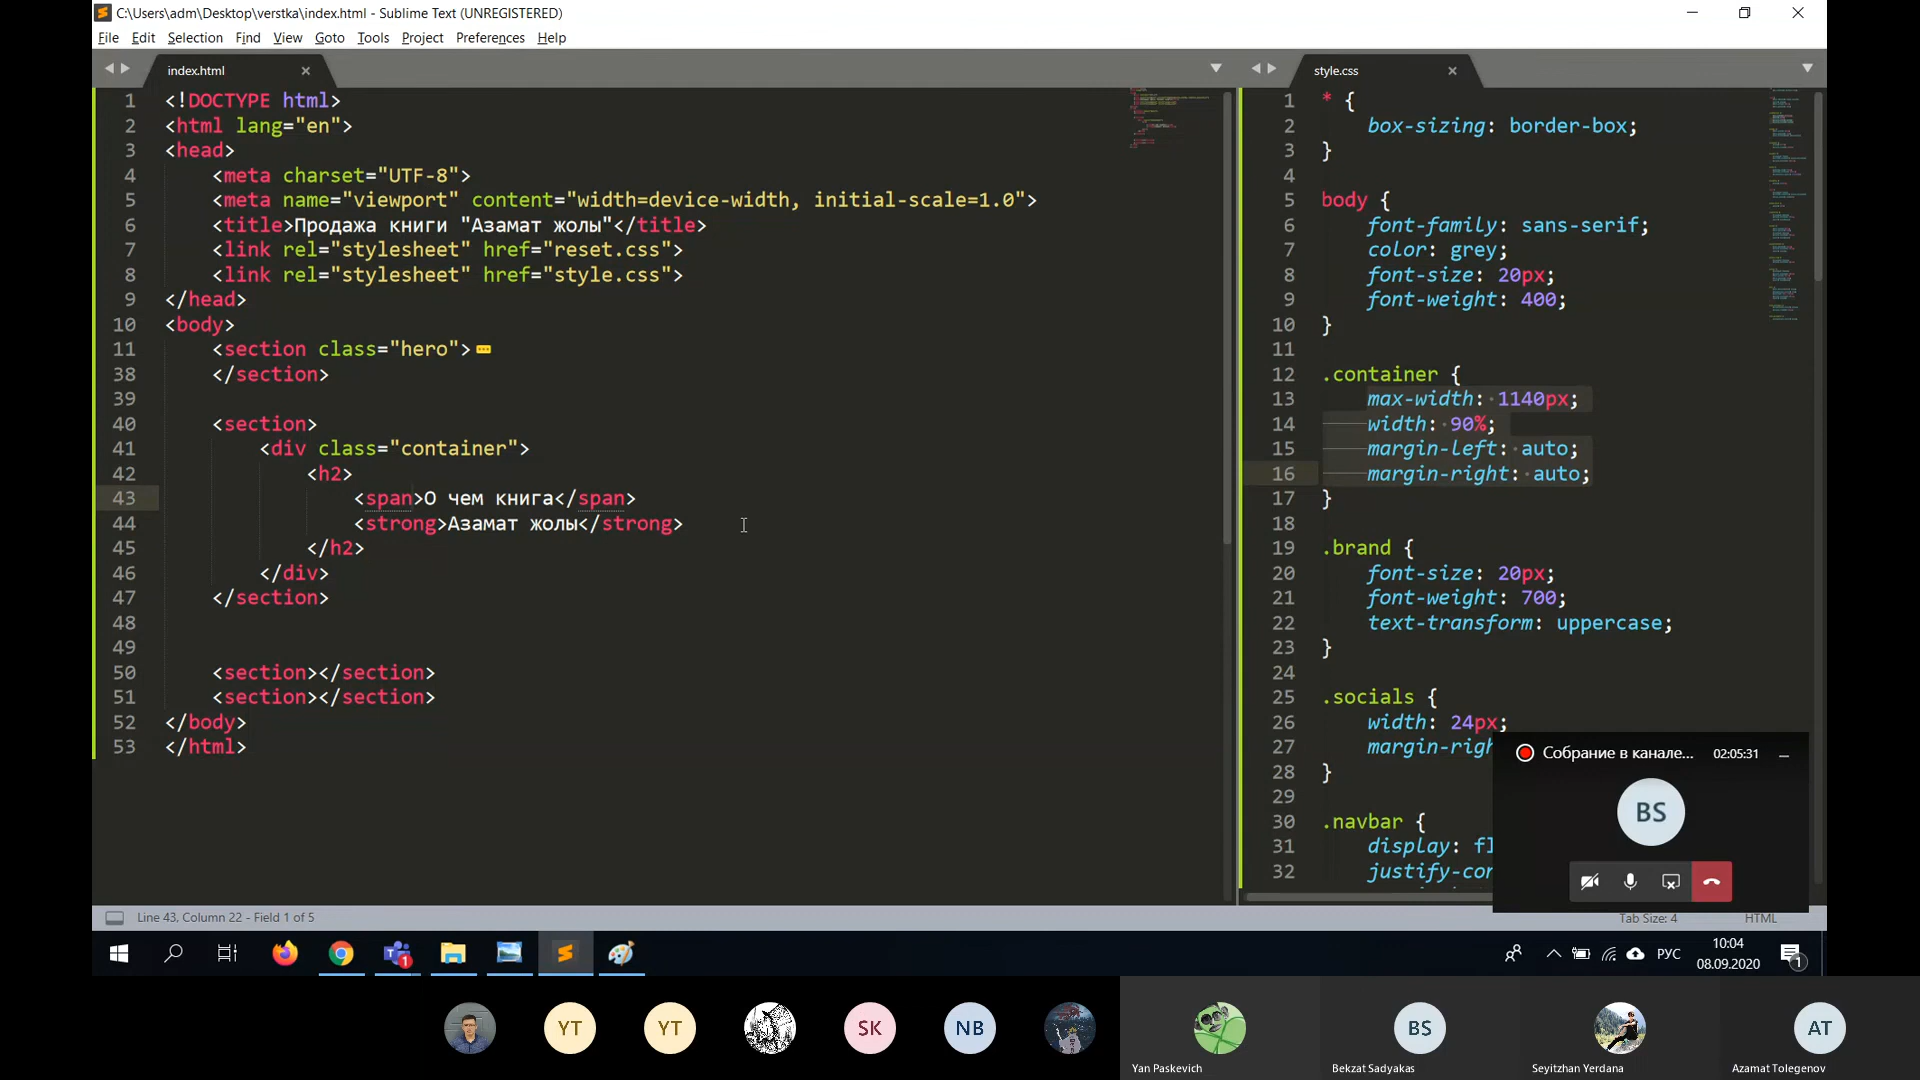 C:\Users\adm\Desktop\verstka\index.html - Sublime Text (UNREGISTERED)
File Edit Selection Find View Goto Tools Project Preferences Help
index.html
1 <!DOCTYPE html>
2 <html lang="en">
3 <head>
4 <meta charset="UTF-8">
5 <meta name="viewport" content="width=device-width, initial-scale=1.0">
6 <title>Продажа книги "Азамат жолы"</title>
7 <link rel="stylesheet" href="reset.css">
8 <link rel="stylesheet" href="style.css">
9 </head>
10 <body>
11 <section class="hero">
38 </section>
39
40 <section>
41 <div class="container">
42 <h2>
43 <span>О чем книга</span>
44 <strong>Азамат жолы</strong>
45 </h2>
46 </div>
47 </section>
48
49
50 <section></section>
51 <section></section>
52 </body>
53 </html>
style.css
1 * {
2 box-sizing: border-box;
3 }
4
5 body {
6 font-family: sans-serif;
7 color: grey;
8 font-size: 20px;
9 font-weight: 400;
10 }
11
12 .container {
13 max-width: 1140px;
14 width: 90%;
15 margin-left: auto;
16 margin-right: auto;
17 }
18
19 .brand {
20 font-size: 20px;
21 font-weight: 700;
22 text-transform: uppercase;
23 }
24
25 .socials {
26 width: 24px;
27 margin-righ
28 }
29
30 .navbar {
31 display: fl
32 justify-con
Собрание в канале... 02:05:31
BS
Line 43, Column 22 - Field 1 of 5
Tab Size: 4 HTML
1
РУС
10:04
08.09.2020
1
YT YT SK NB BS AT
Yan Paskevich Bekzat Sadyakas Seyitzhan Yerdana Azamat Tolegenov